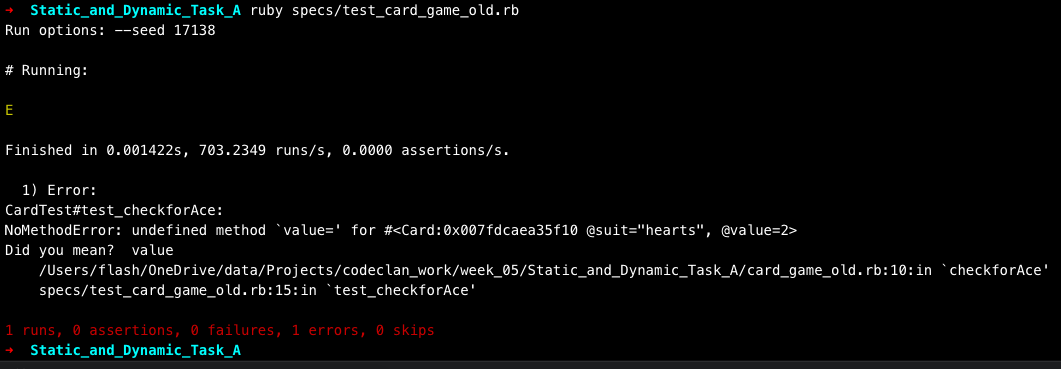 → Static_and_Dynamic_Task_A ruby specs/test_card_game_old.rb
Run options: --seed 17138
# Running:
E
Finished in 0.001422s, 703.2349 runs/s, 0.0000 assertions/s.
1) Error:
CardTest#test_checkforAce:
NoMethodError: undefined method `value=' for #<Card:0x007fdcaea35f10 @suit="hearts", @value=2>
Did you mean?  value
/Users/flash/OneDrive/data/Projects/codeclan_work/week_05/Static_and_Dynamic_Task_A/card_game_old.rb:10:in `checkforAce'
specs/test_card_game_old.rb:15:in `test_checkforAce'
1 runs, 0 assertions, 0 failures, 1 errors, 0 skips
→ Static_and_Dynamic_Task_A